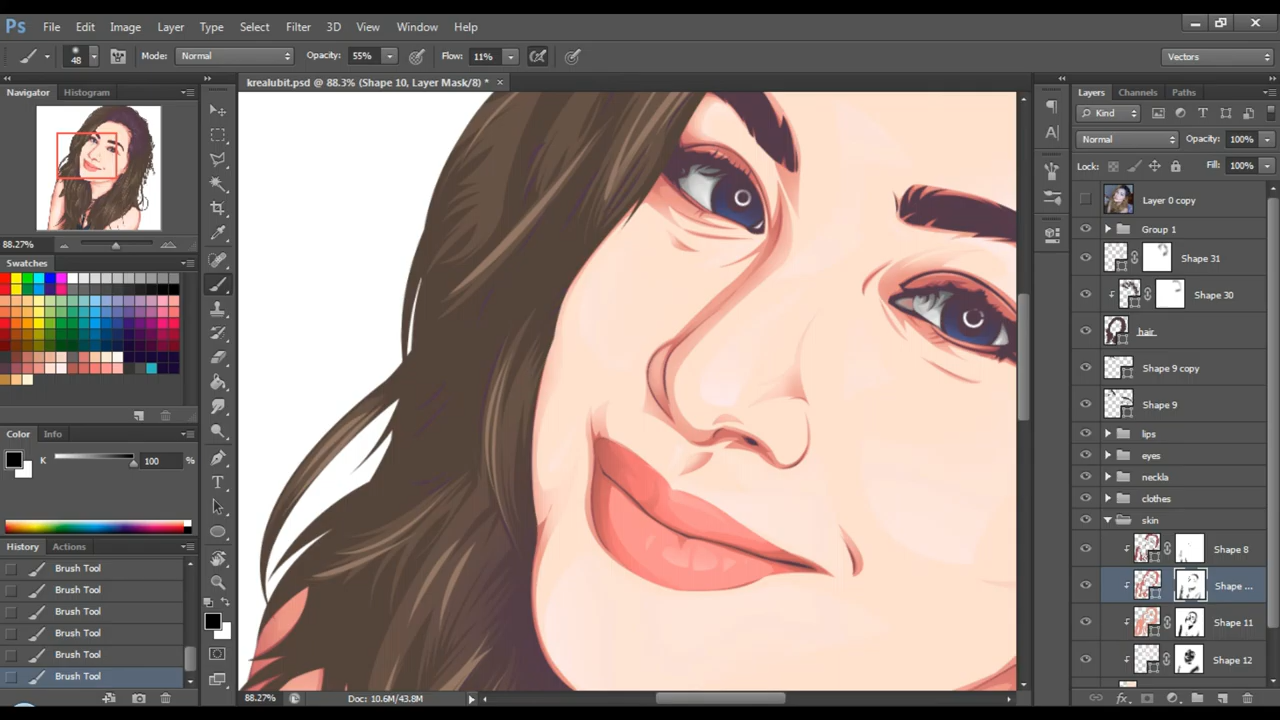 Ps File Edit Image Layer Type Select Filter 3D View Window Help
48 Mode: Normal Opacity: 55% Flow: 11% Vectors
krealubit.psd @ 88.3% (Shape 10, Layer Mask/8) * ×
Navigator Histogram
88.27%
Swatches
Color Info
K 100 %
History Actions
Brush Tool
Brush Tool
Brush Tool
Brush Tool
Brush Tool
Brush Tool
88.27% Doc: 10.6M/43.8M
Layers Channels Paths
Kind
Normal Opacity: 100%
Lock: Fill: 100%
Layer 0 copy
Group 1
Shape 31
Shape 30
hair
Shape 9 copy
Shape 9
lips
eyes
neckla
clothes
skin
Shape 8
Shape ...
Shape 11
Shape 12